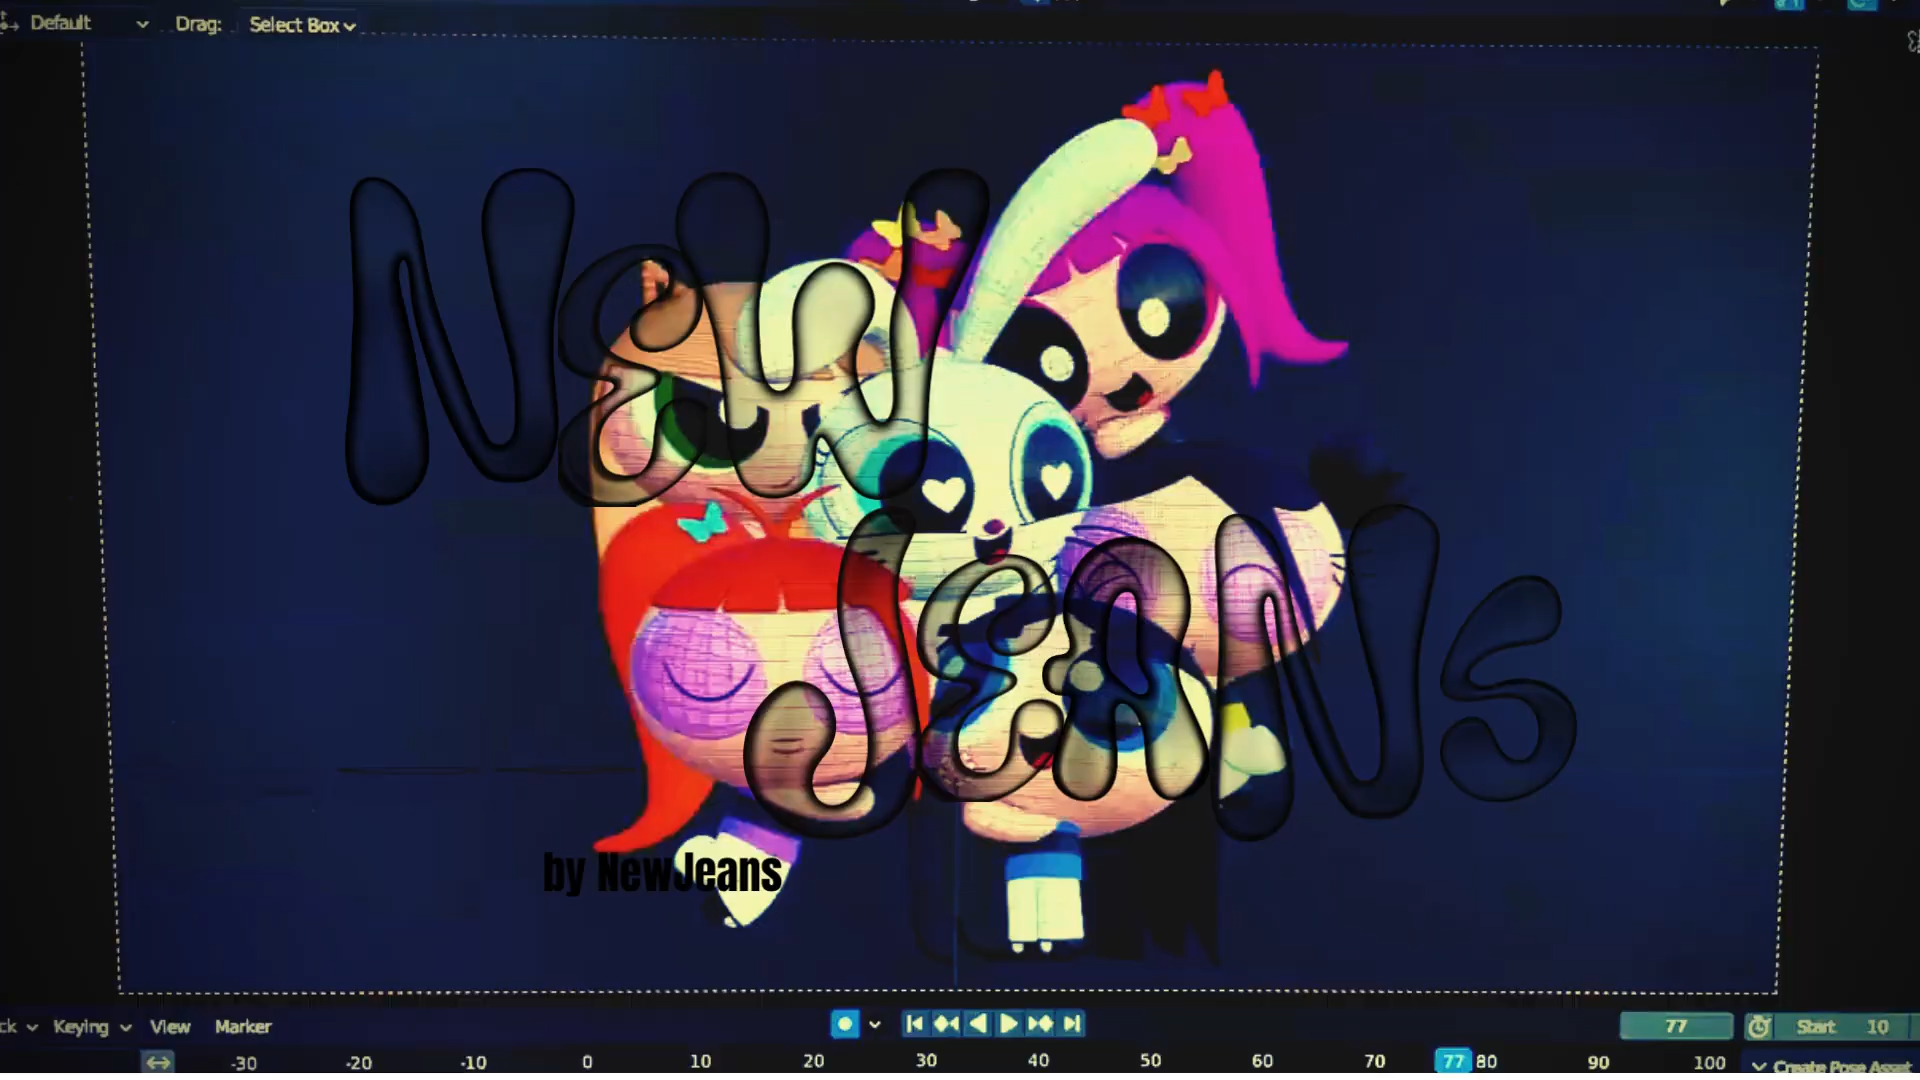 Default Drag: Select Box
NeW
JEANS
by NewJeans
Keying View Marker 77 Start 10
-30 -20 -10 0 10 20 30 40 50 60 70 77 80 90 100 Create Pose Asset